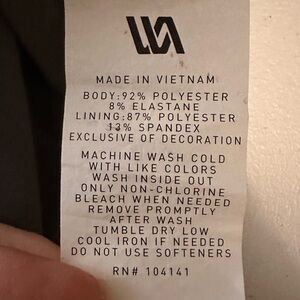 MADE IN VIETNAM
BODY:92% POLYESTER
8% ELASTANE
LINING:87% POLYESTER
13% SPANDEX
EXCLUSIVE OF DECORATION
MACHINE WASH COLD
WITH LIKE COLORS
WASH INSIDE OUT
ONLY NON-CHLORINE
BLEACH WHEN NEEDED
REMOVE PROMPTLY
AFTER WASH
TUMBLE DRY LOW
COOL IRON IF NEEDED
DO NOT USE SOFTENERS
RN# 104141